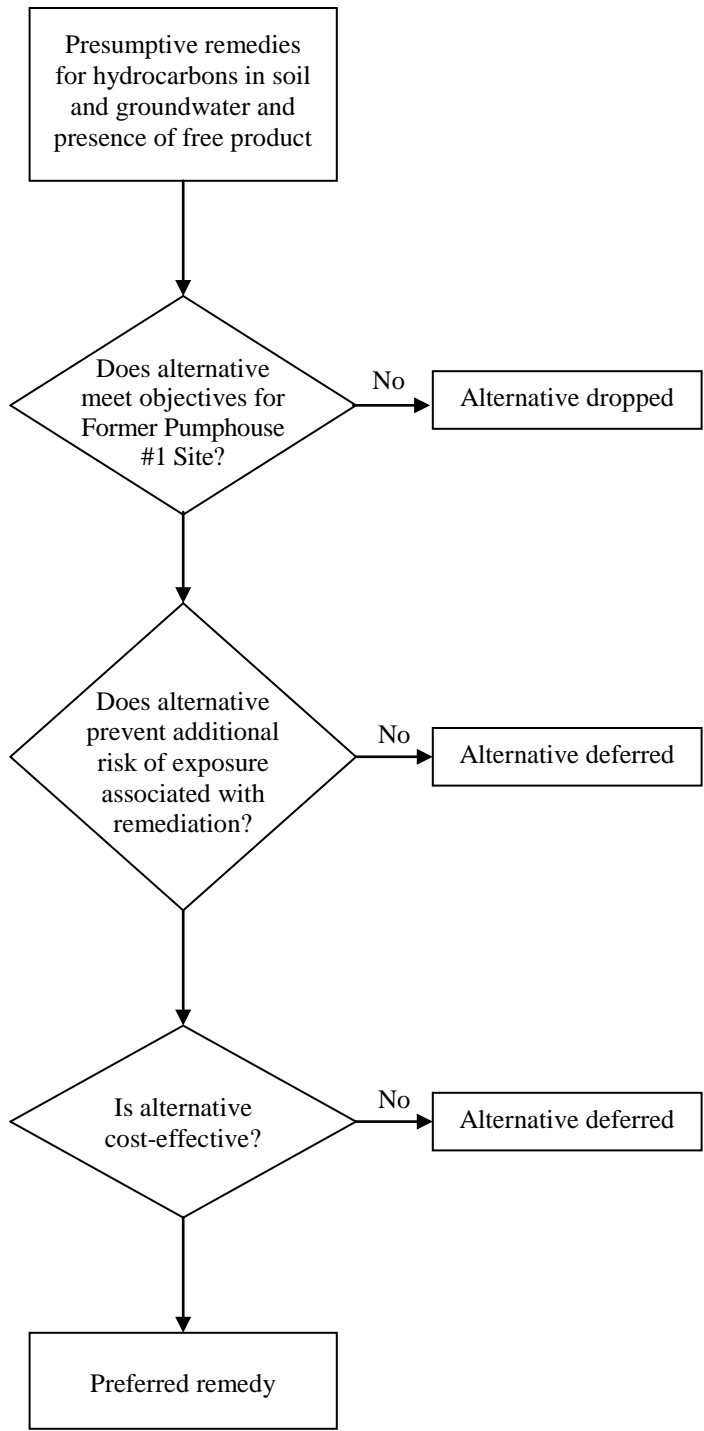 Presumptive remedies
for hydrocarbons in soil
and groundwater and
presence of free product
Does alternative
meet objectives for
Former Pumphouse
#1 Site?
No
Alternative dropped
Does alternative
prevent additional
risk of exposure
associated with
remediation?
No
Alternative deferred
Is alternative
cost-effective?
No
Alternative deferred
Preferred remedy